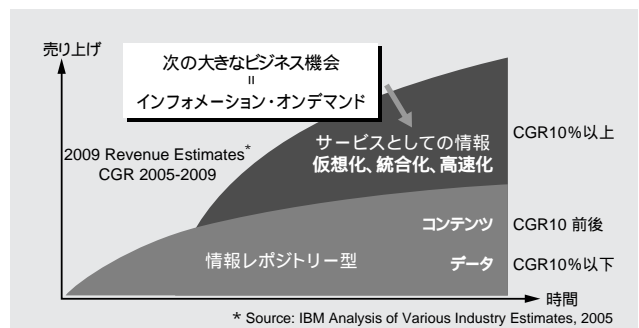 売り上げ
次の大きなビジネス機会
=
インフォメーション・オンデマンド
2009 Revenue Estimates*
CGR 2005-2009
サービスとしての情報
仮想化、統合化、高速化
CGR10%以上
コンテンツ
CGR10 前後
情報レポジトリー型
データ
CGR10%以下
時間
* Source: IBM Analysis of Various Industry Estimates, 2005